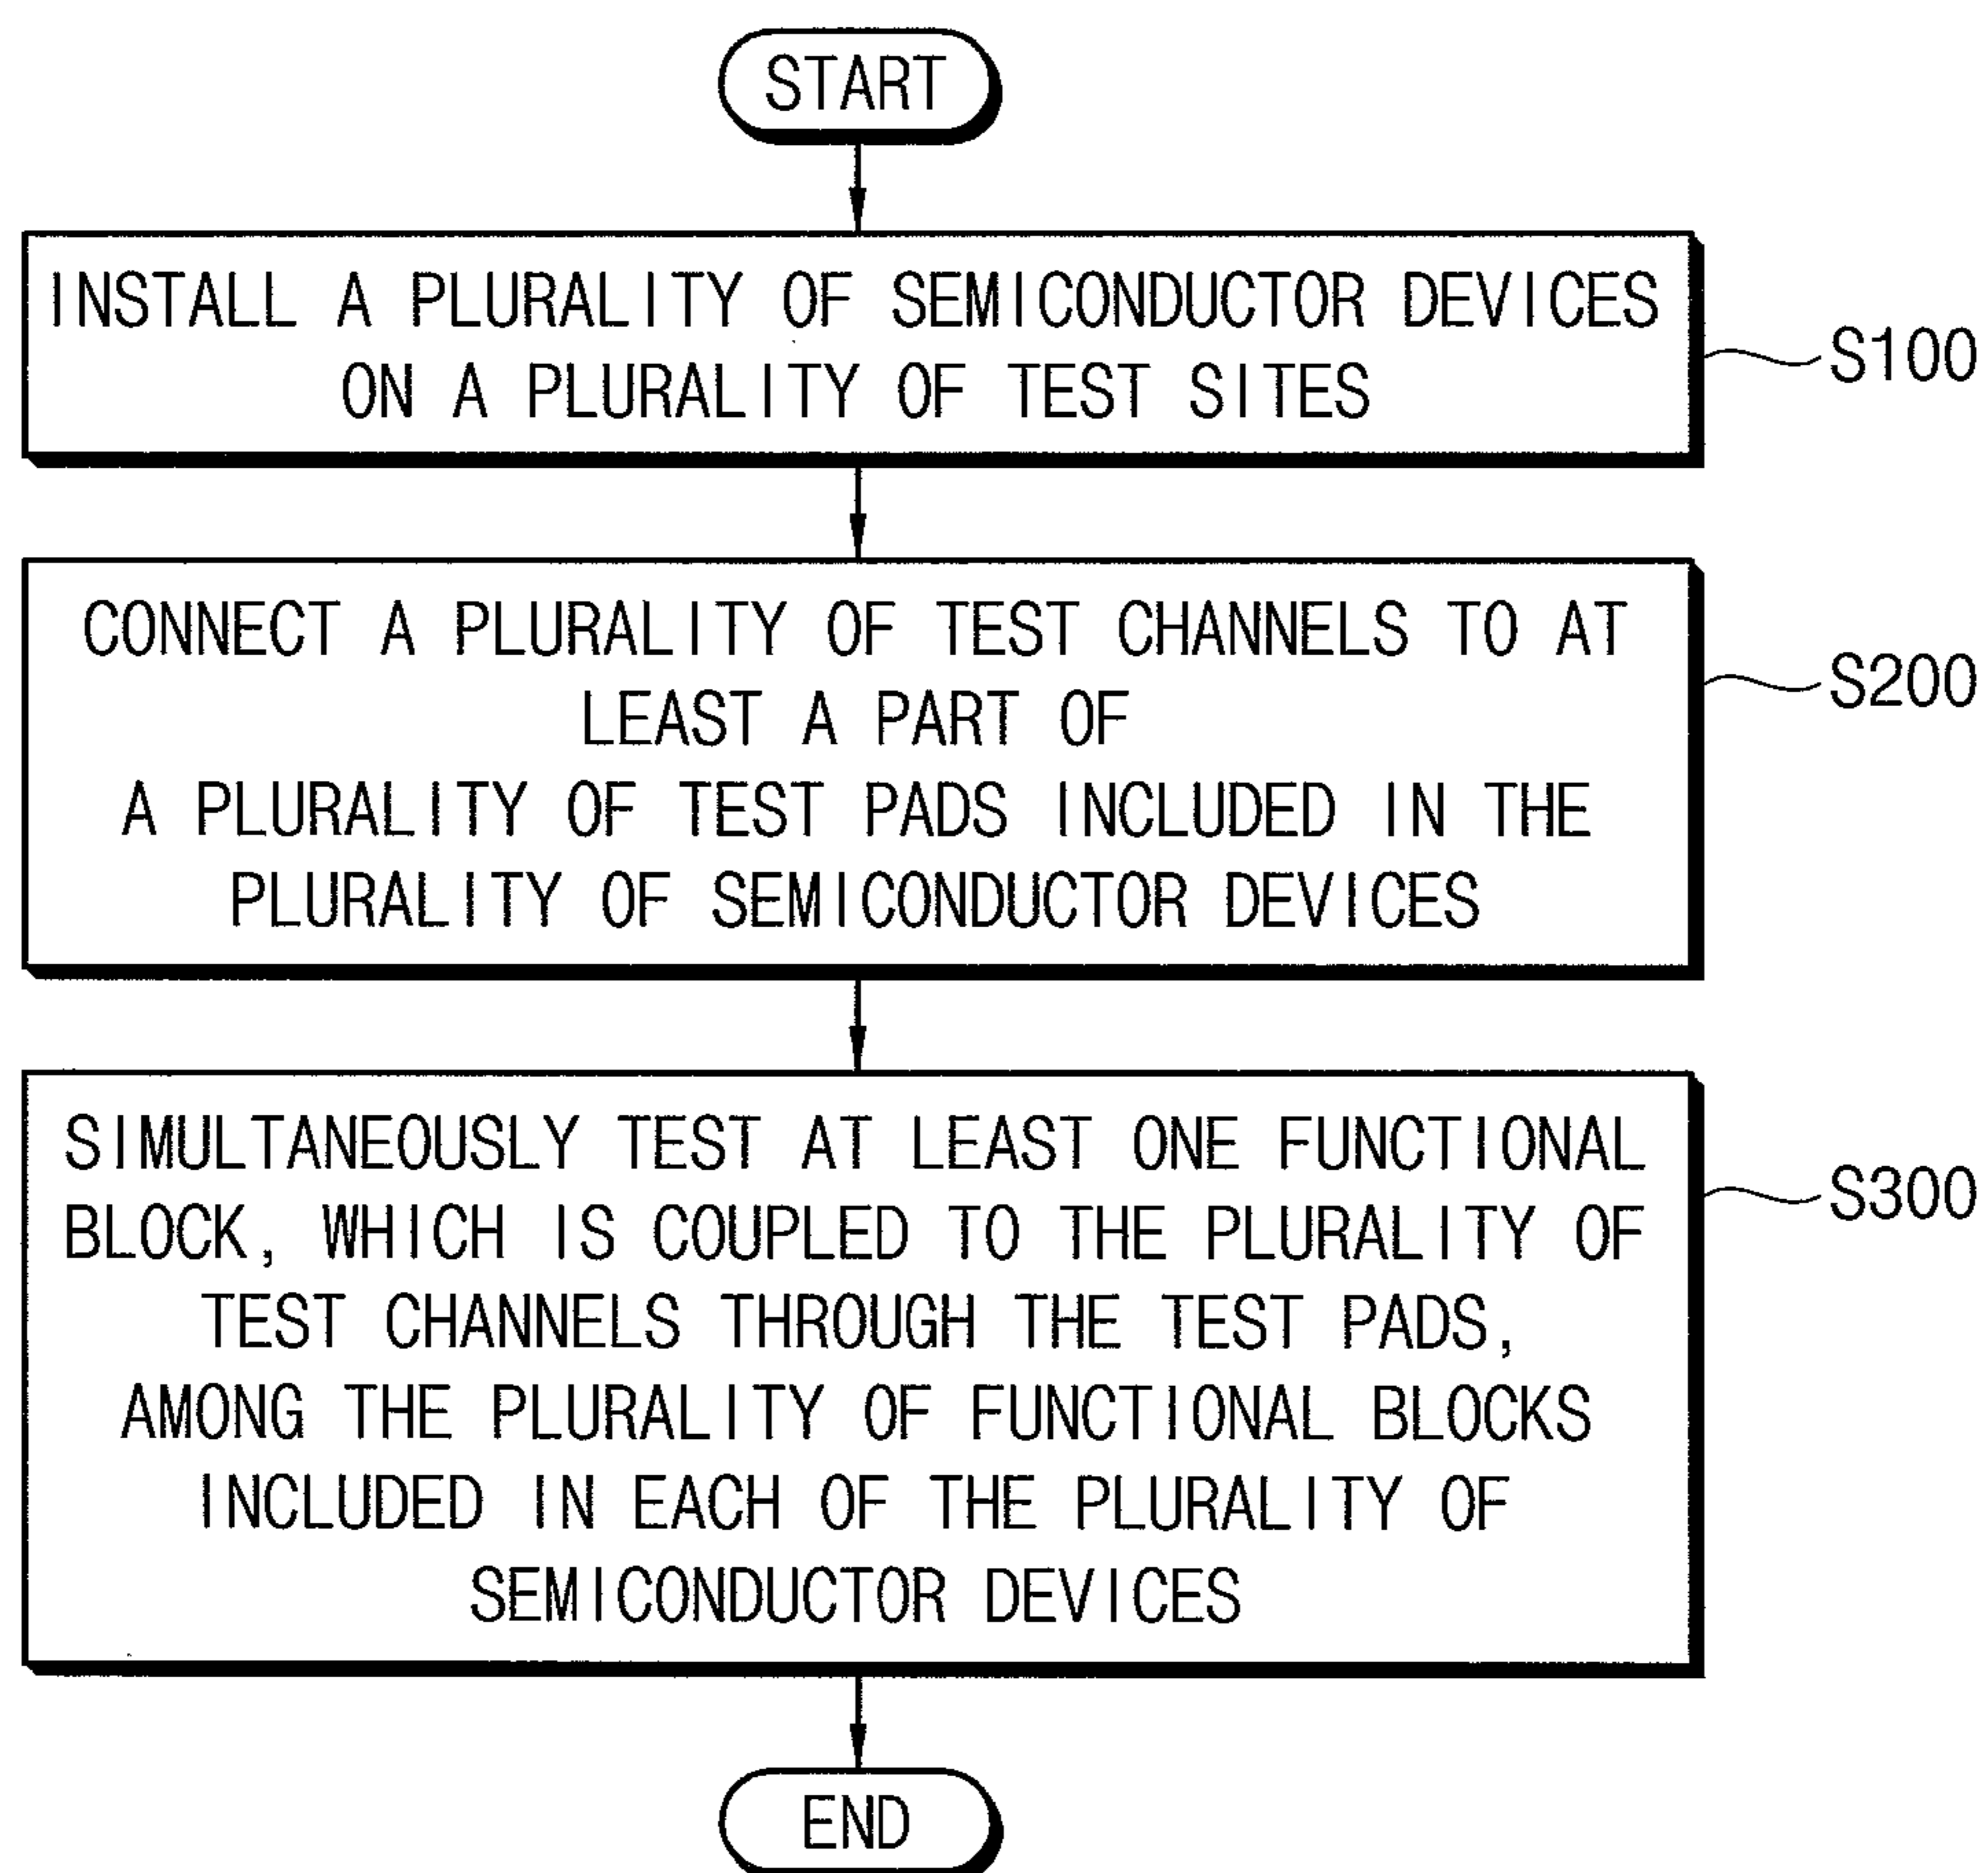 START
INSTALL A PLURALITY OF SEMICONDUCTOR DEVICES
ON A PLURALITY OF TEST SITES
S100
CONNECT A PLURALITY OF TEST CHANNELS TO AT
LEAST A PART OF
A PLURALITY OF TEST PADS INCLUDED IN THE
PLURALITY OF SEMICONDUCTOR DEVICES
S200
SIMULTANEOUSLY TEST AT LEAST ONE FUNCTIONAL
BLOCK, WHICH IS COUPLED TO THE PLURALITY OF
TEST CHANNELS THROUGH THE TEST PADS,
AMONG THE PLURALITY OF FUNCTIONAL BLOCKS
INCLUDED IN EACH OF THE PLURALITY OF
SEMICONDUCTOR DEVICES
S300
END